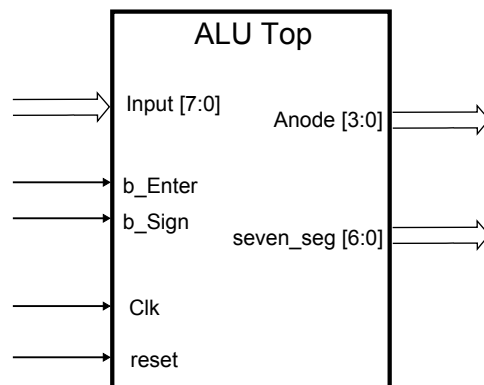 ALU Top
Input [7:0]
Anode [3:0]
b_Enter
b_Sign
seven_seg [6:0]
Clk
reset